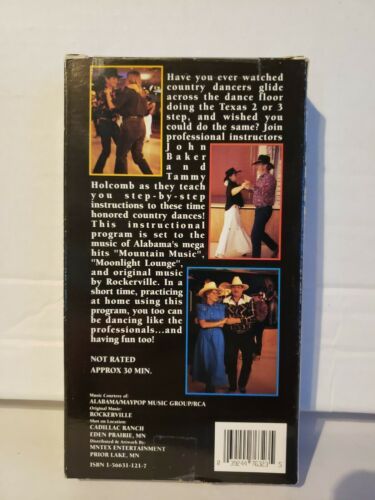 Have you ever watched
country dancers glide
across the dance floor
doing the Texas 2 or 3
step, and wished you
could do the same? Join
professional instructors
John
Baker
and
Tammy
Holcomb as they teach
you step-by-step
instructions to these time
honored country dances!
This instructional
program is set to the
music of Alabama's mega
hits "Mountain Music",
"Moonlight Lounge",
and original music by
Rockerville. In a
short time, practicing
at home using this
program, you too can
be dancing like the
professionals...and
having fun too!
NOT RATED
APPROX 30 MIN.
Music Courtesy of:
ALABAMA/MAYPOP MUSIC GROUP/RCA
Original Music:
ROCKERVILLE
Shot on Location:
CADILLAC RANCH
EDEN PRAIRIE, MN
Distributed & Artwork By:
MNTEX ENTERTAINMENT
PRIOR LAKE, MN
ISBN 1-56631-121-7